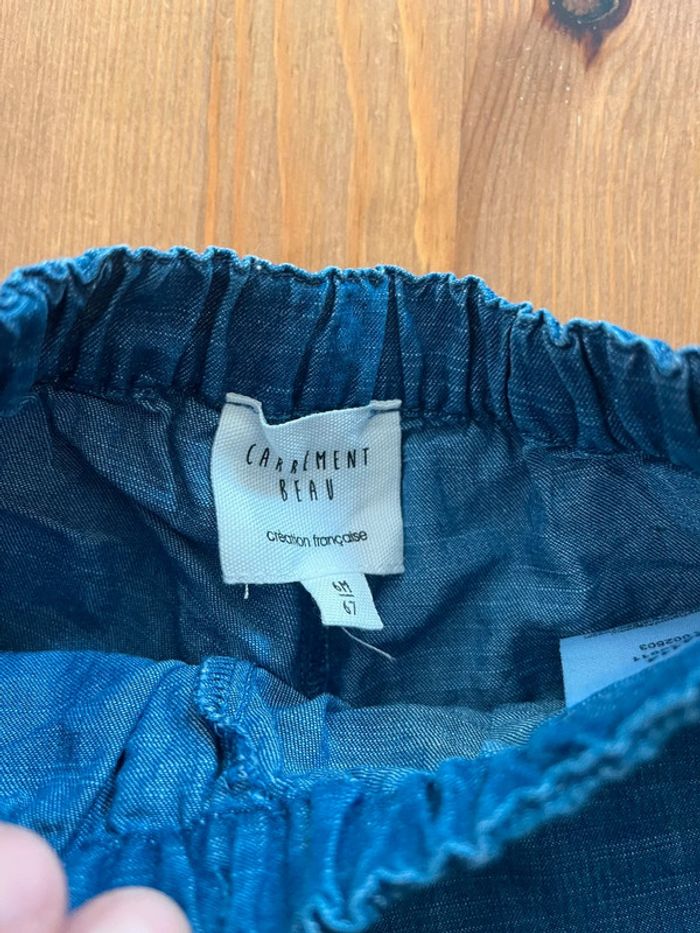 CARRÉMENT
BEAU
création française
6M
67